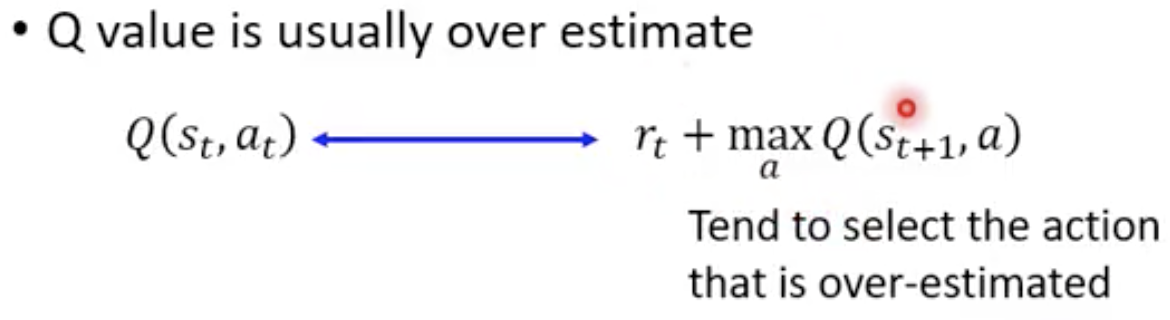 • Q value is usually over estimate
Q(s_t, a_t) ⟷ r_t + max_a Q(s_{t+1}, a)
Tend to select the action
that is over-estimated